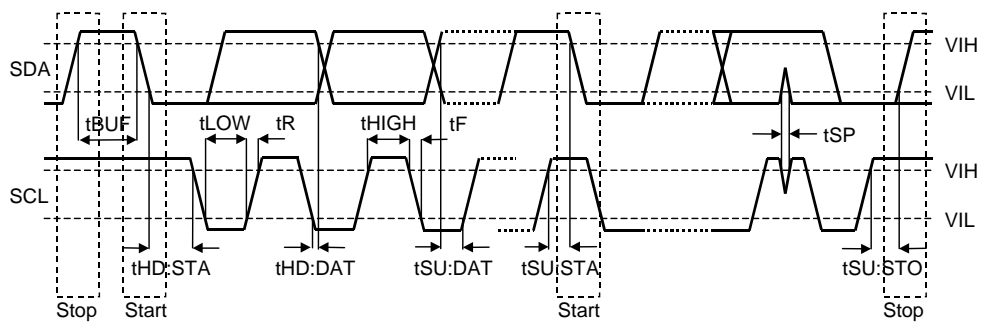 VIH
SDA
VIL
tBUF tLOW tR tHIGH tF
tSP
VIH
SCL
VIL
tHD:STA tHD:DAT tSU:DAT tSU:STA tSU:STO
Stop Start Start Stop